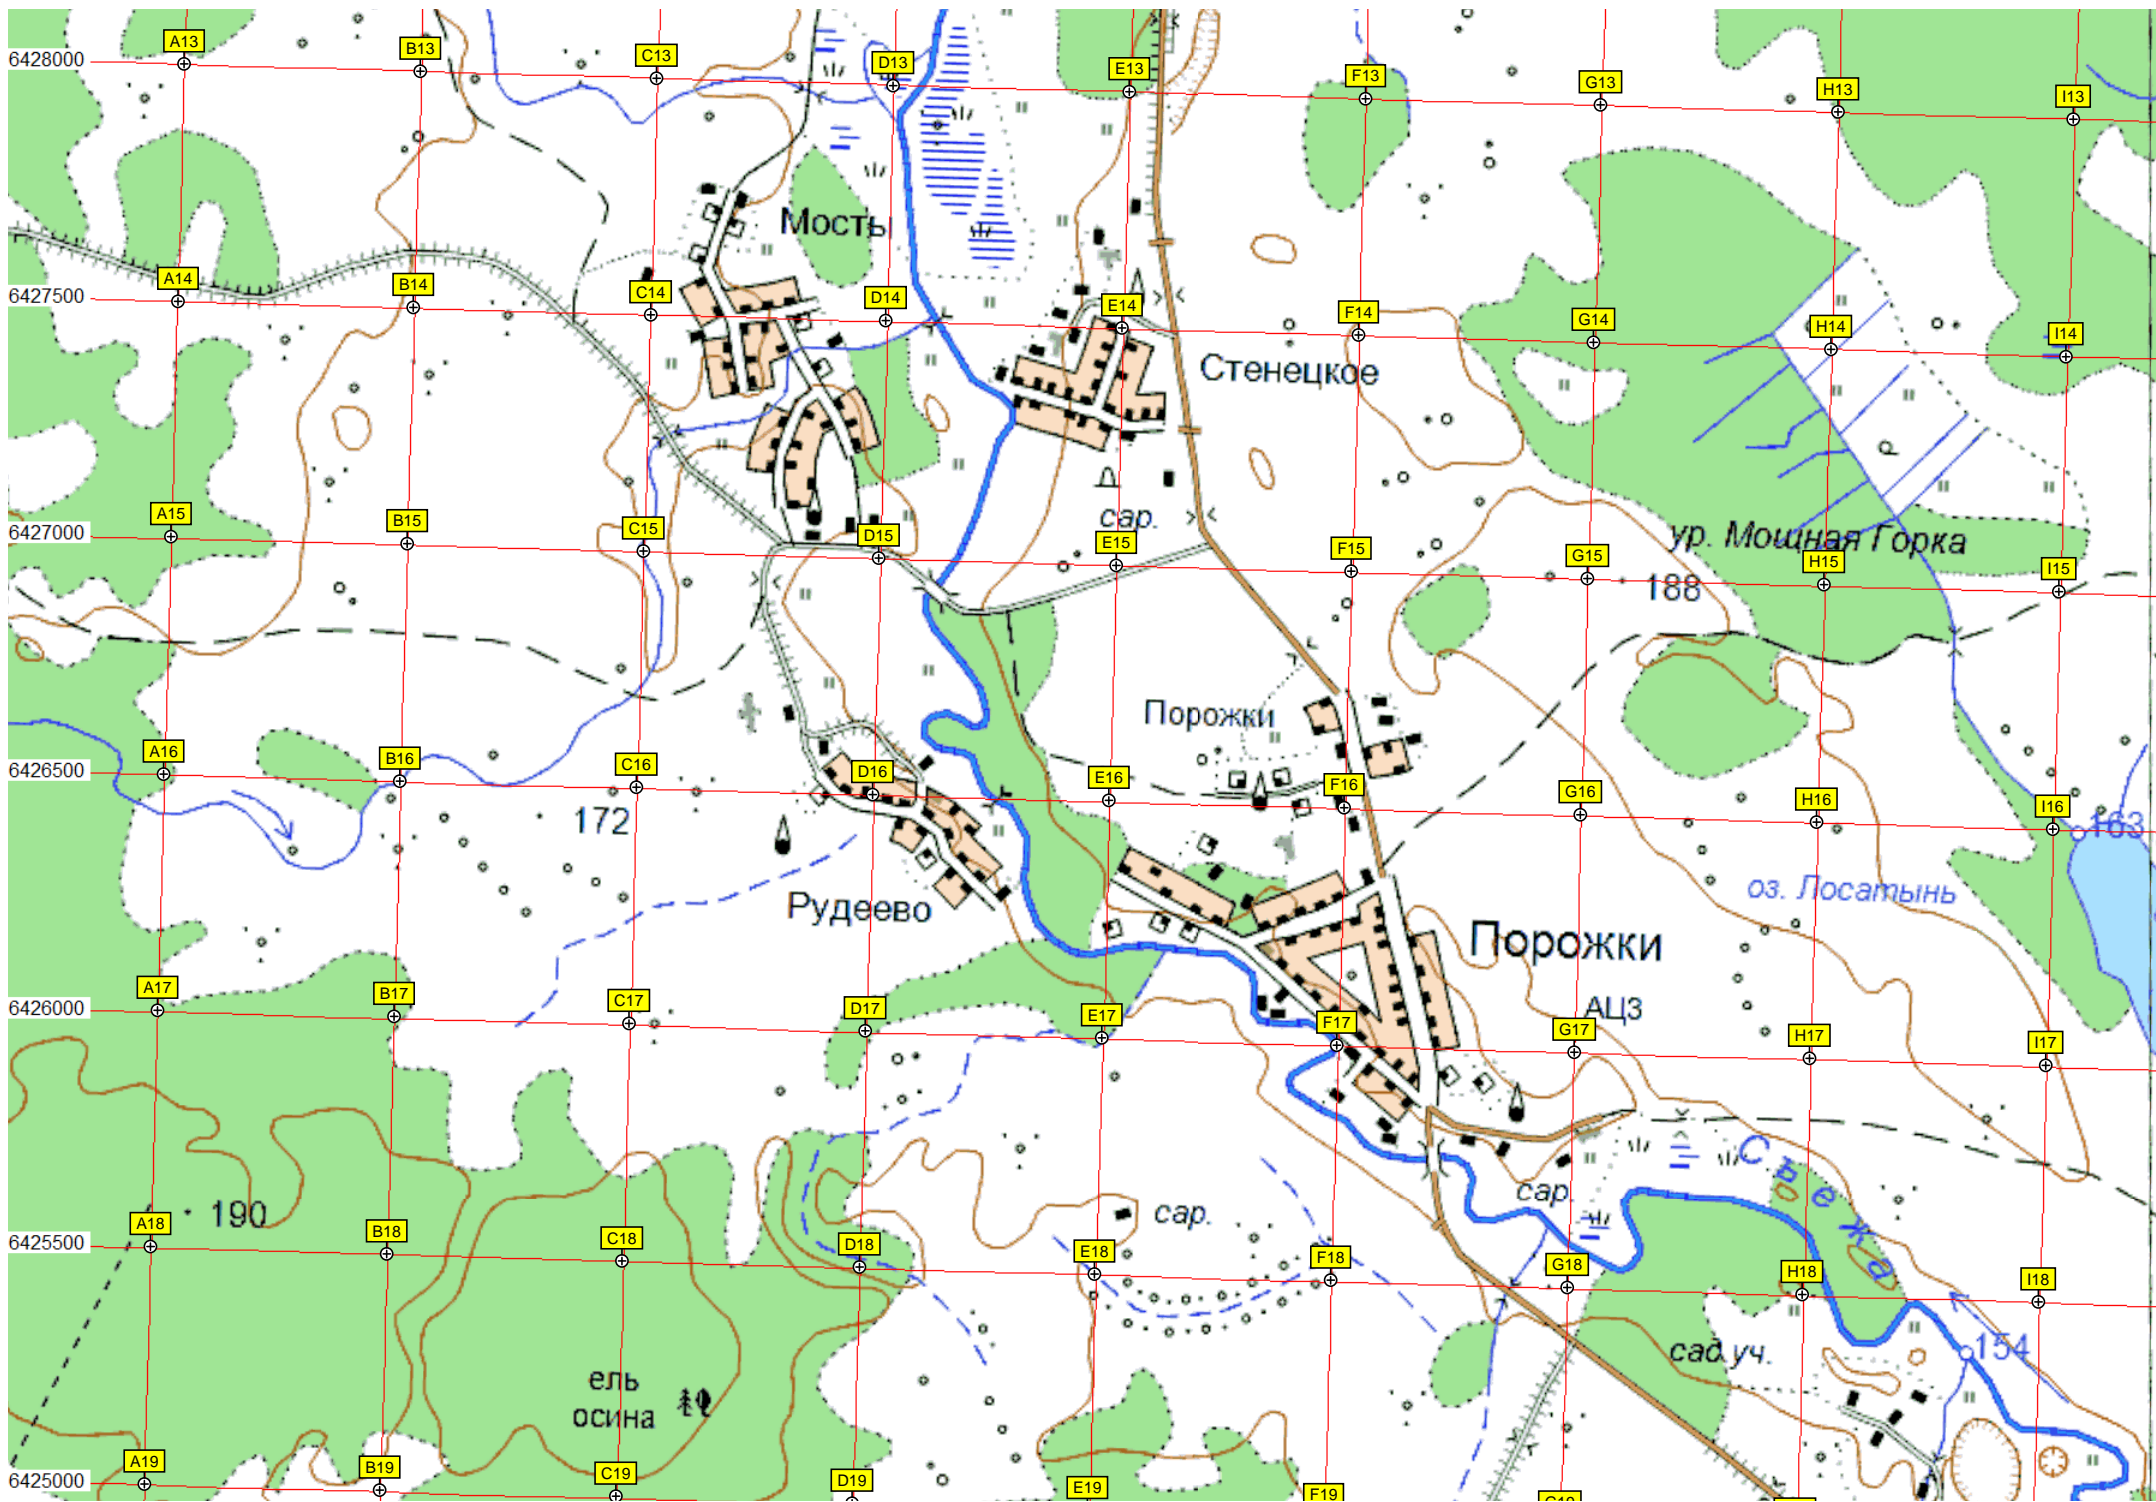 A13
B13
C13
D13
E13
F13
G13
H13
I13
6428000
Мосты
A14
B14
C14
D14
E14
F14
G14
H14
I14
6427500
Стенецкое
A15
B15
C15
D15
E15
F15
G15
H15
I15
6427000
сар.
ур. Мощная Горка
188
Порожки
A16
B16
C16
D16
E16
F16
G16
H16
I16
6426500
172
163
Рудеево
оз. Лосатынь
Порожки
АЦЗ
A17
B17
C17
D17
E17
F17
G17
H17
I17
6426000
Съежа
сар.
сар.
190
A18
B18
C18
D18
E18
F18
G18
H18
I18
6425500
сад.уч.
154
ель
осина
A19
B19
C19
D19
E19
F19
6425000